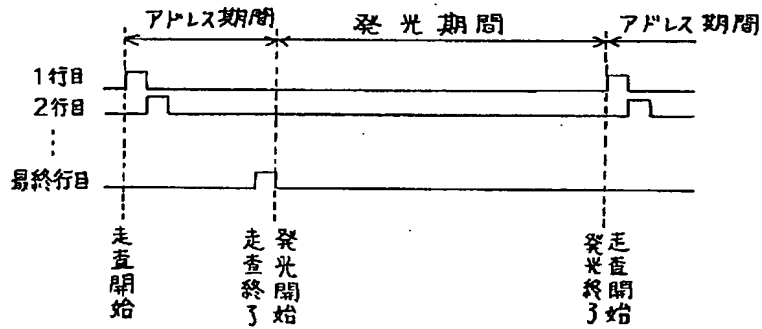 アドレス期間
発光期間
アドレス期間
1行目
2行目
最終行目
走査開始
走査終了
発光開始
発光終了
走査開始